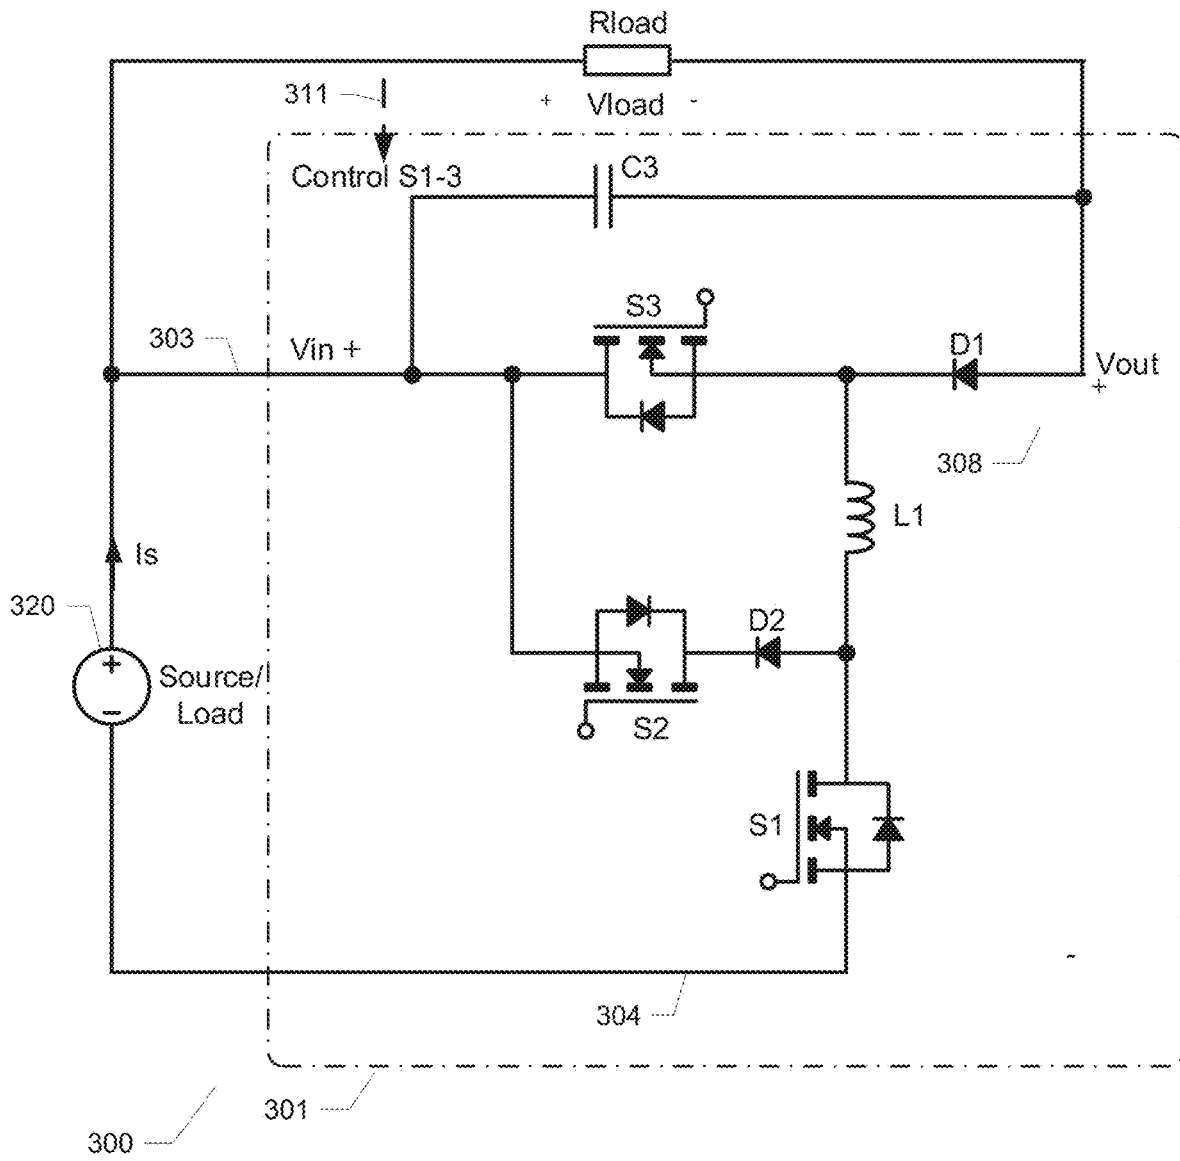 Rload
311
+ Vload -
Control S1-3
C3
S3
303
Vin +
D1
Vout
+
308
L1
Is
320
D2
+
Source/
Load
−
S2
S1
-
304
301
300